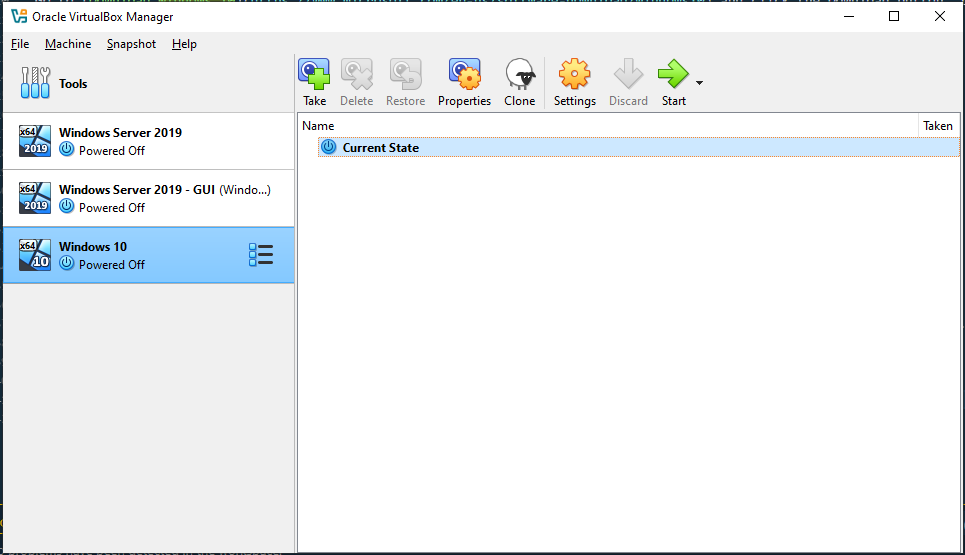 Oracle VirtualBox Manager
File Machine Snapshot Help
Tools
Take Delete Restore Properties Clone Settings Discard Start
Name Taken
Current State
x64 2019 Windows Server 2019
Powered Off
x64 2019 Windows Server 2019 - GUI (Windo...)
Powered Off
x64 10 Windows 10
Powered Off